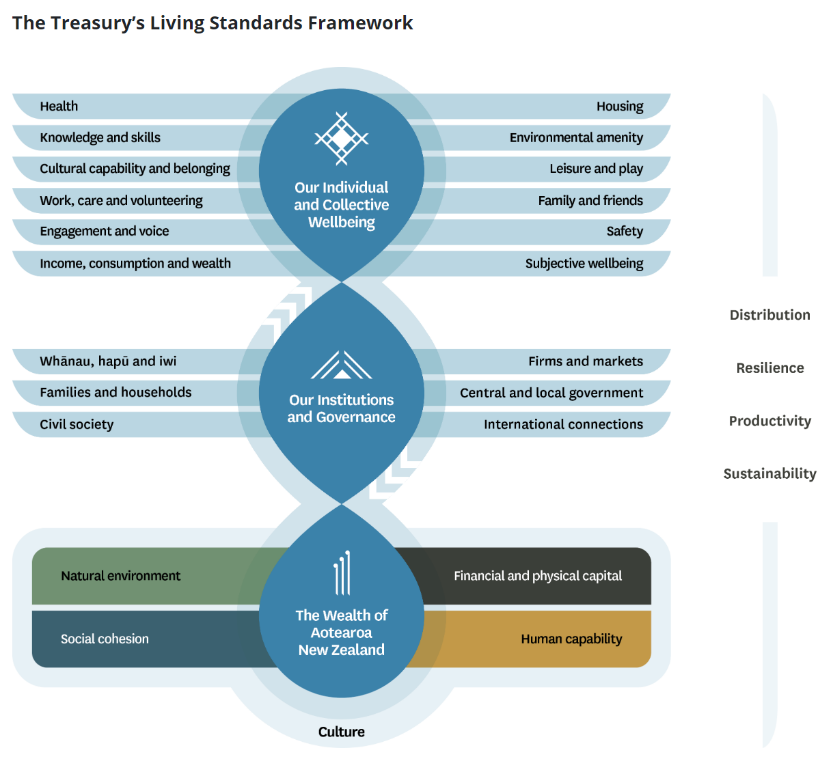 The Treasury's Living Standards Framework
Health
Housing
Knowledge and skills
Environmental amenity
Cultural capability and belonging
Leisure and play
Work, care and volunteering
Family and friends
Engagement and voice
Safety
Income, consumption and wealth
Subjective wellbeing
Our Individual
and Collective
Wellbeing
Whānau, hapū and iwi
Firms and markets
Families and households
Central and local government
Civil society
International connections
Our Institutions
and Governance
Natural environment
Financial and physical capital
Social cohesion
Human capability
The Wealth of
Aotearoa
New Zealand
Culture
Distribution
Resilience
Productivity
Sustainability